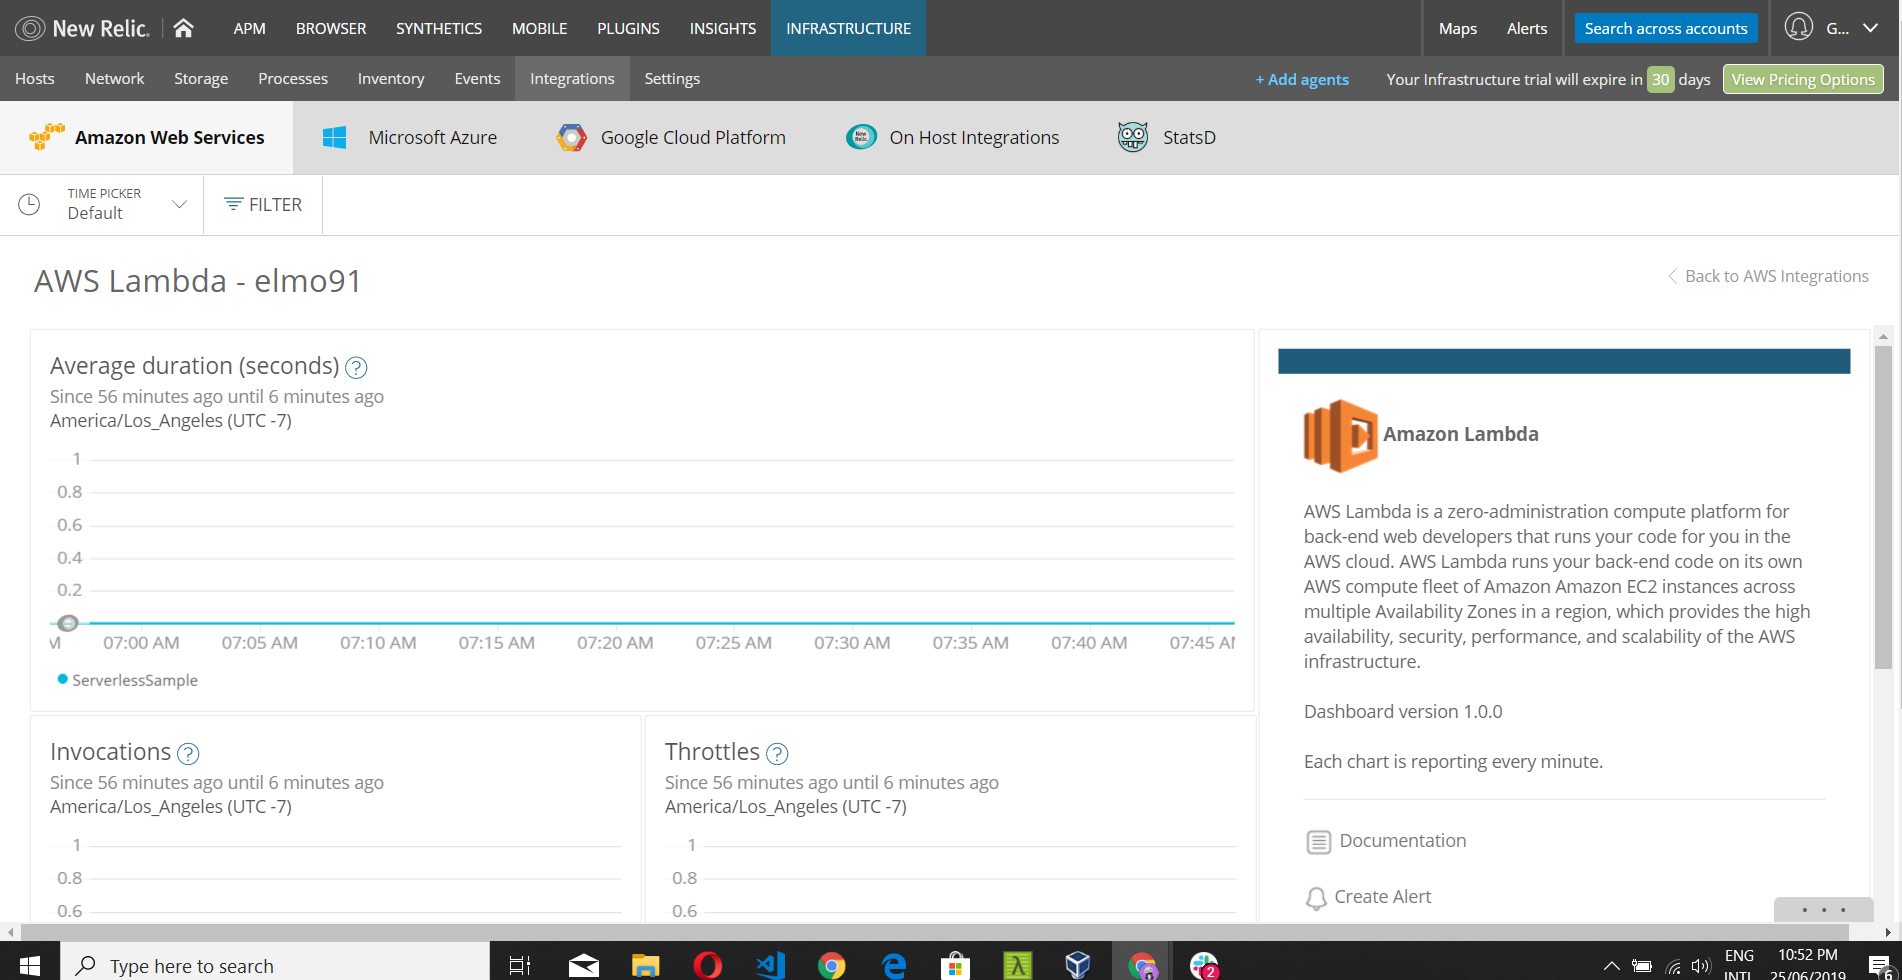 New Relic.
APM BROWSER SYNTHETICS MOBILE PLUGINS INSIGHTS INFRASTRUCTURE Maps Alerts Search across accounts G...
Hosts Network Storage Processes Inventory Events Integrations Settings + Add agents Your Infrastructure trial will expire in 30 days View Pricing Options
Amazon Web Services Microsoft Azure Google Cloud Platform New Relic. On Host Integrations StatsD
TIME PICKER
Default
FILTER
AWS Lambda - elmo91
Back to AWS Integrations
Average duration (seconds) ?
Since 56 minutes ago until 6 minutes ago
America/Los_Angeles (UTC -7)
1
0.8
0.6
0.4
0.2
M 07:00 AM 07:05 AM 07:10 AM 07:15 AM 07:20 AM 07:25 AM 07:30 AM 07:35 AM 07:40 AM 07:45 AM
ServerlessSample
Invocations ?
Since 56 minutes ago until 6 minutes ago
America/Los_Angeles (UTC -7)
1
0.8
0.6
Throttles ?
Since 56 minutes ago until 6 minutes ago
America/Los_Angeles (UTC -7)
1
0.8
0.6
Amazon Lambda
AWS Lambda is a zero-administration compute platform for
back-end web developers that runs your code for you in the
AWS cloud. AWS Lambda runs your back-end code on its own
AWS compute fleet of Amazon Amazon EC2 instances across
multiple Availability Zones in a region, which provides the high
availability, security, performance, and scalability of the AWS
infrastructure.
Dashboard version 1.0.0
Each chart is reporting every minute.
Documentation
Create Alert
. . .
Type here to search
2
ENG
INTL
10:52 PM
25/06/2019
6